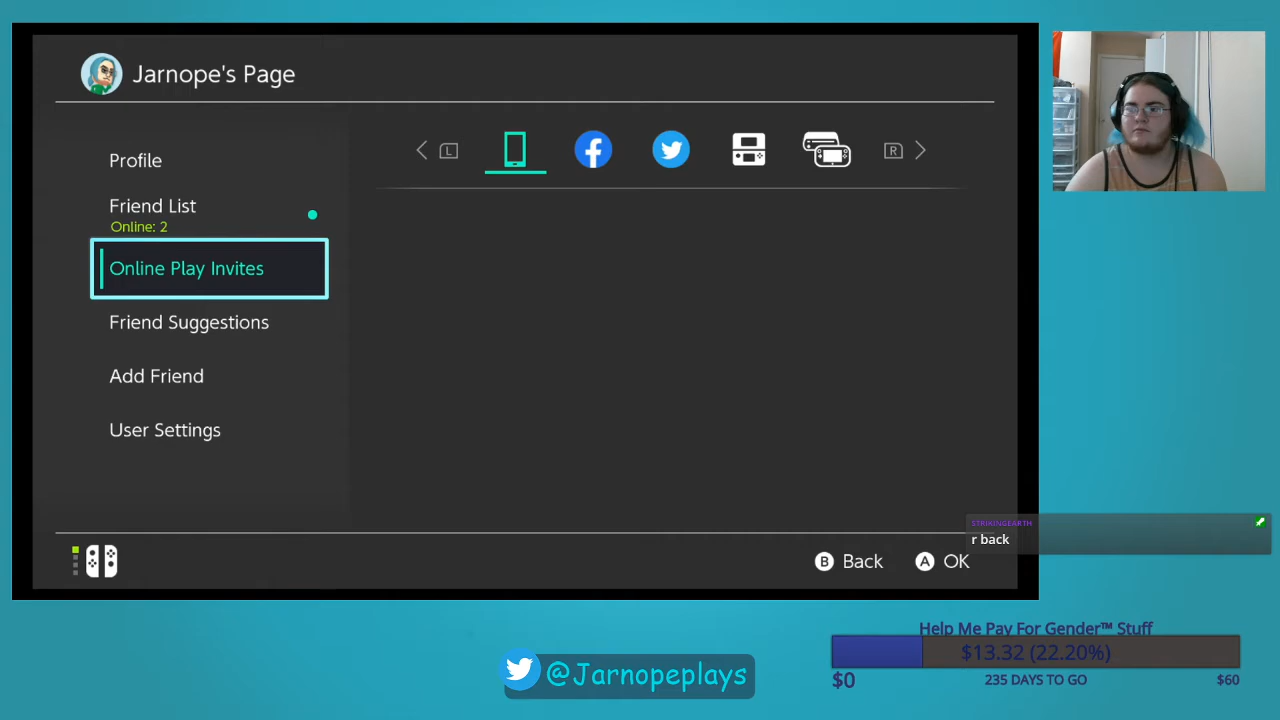 Jarnope's Page
Profile
Friend List
Online: 2
Online Play Invites
Friend Suggestions
Add Friend
User Settings
L
R
B Back A OK
STRIKINGEARTH
r back
@Jarnopeplays
Help Me Pay For Gender™ Stuff
$13.32 (22.20%)
$0 235 DAYS TO GO $60